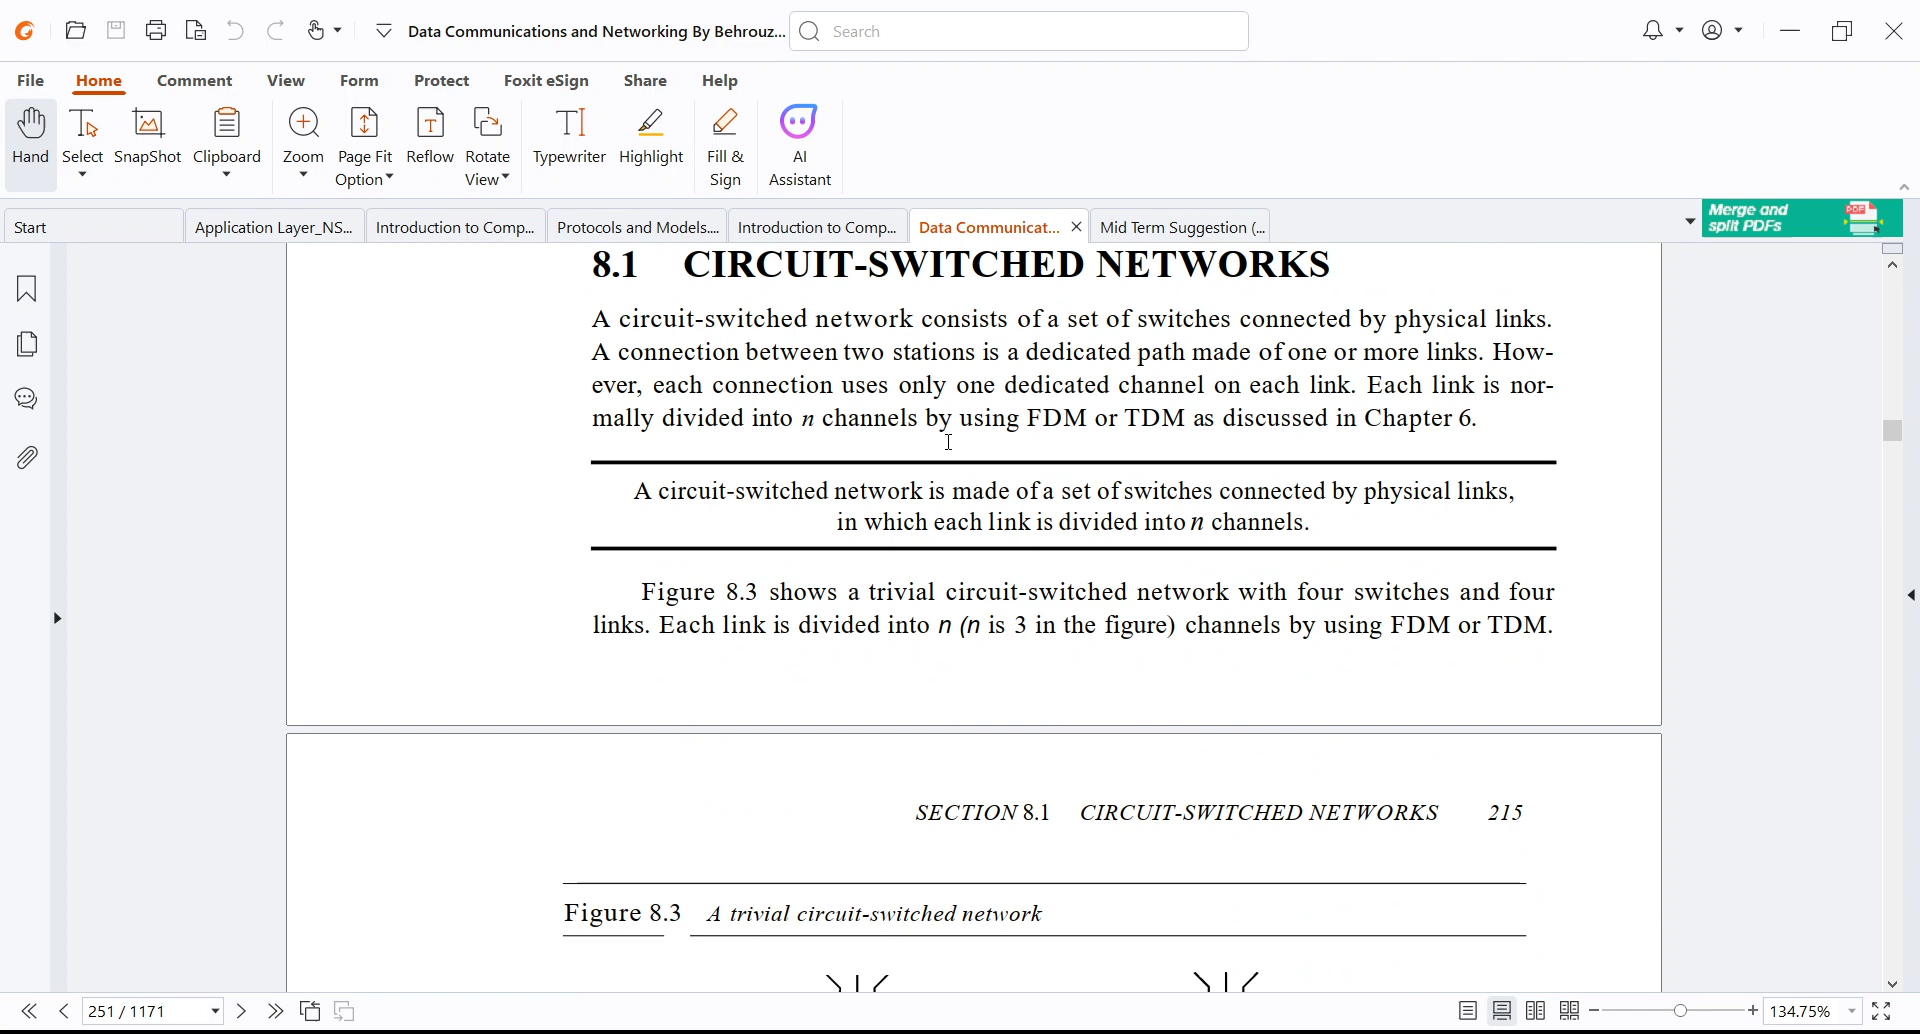 Data Communications and Networking By Behrouz...
Search
File Home Comment View Form Protect Foxit eSign Share Help
Hand Select SnapShot Clipboard Zoom Page Fit Option Reflow Rotate View Typewriter Highlight Fill & Sign AI Assistant
Start Application Layer_NS... Introduction to Comp... Protocols and Models.... Introduction to Comp... Data Communicat... Mid Term Suggestion (...
Merge and
split PDFs
PDF
8.1 CIRCUIT-SWITCHED NETWORKS
A circuit-switched network consists of a set of switches connected by physical links.
A connection between two stations is a dedicated path made of one or more links. How-
ever, each connection uses only one dedicated channel on each link. Each link is nor-
mally divided into n channels by using FDM or TDM as discussed in Chapter 6.
A circuit-switched network is made of a set of switches connected by physical links,
in which each link is divided into n channels.
Figure 8.3 shows a trivial circuit-switched network with four switches and four
links. Each link is divided into n (n is 3 in the figure) channels by using FDM or TDM.
SECTION 8.1 CIRCUIT-SWITCHED NETWORKS 215
Figure 8.3 A trivial circuit-switched network
251 / 1171
134.75%